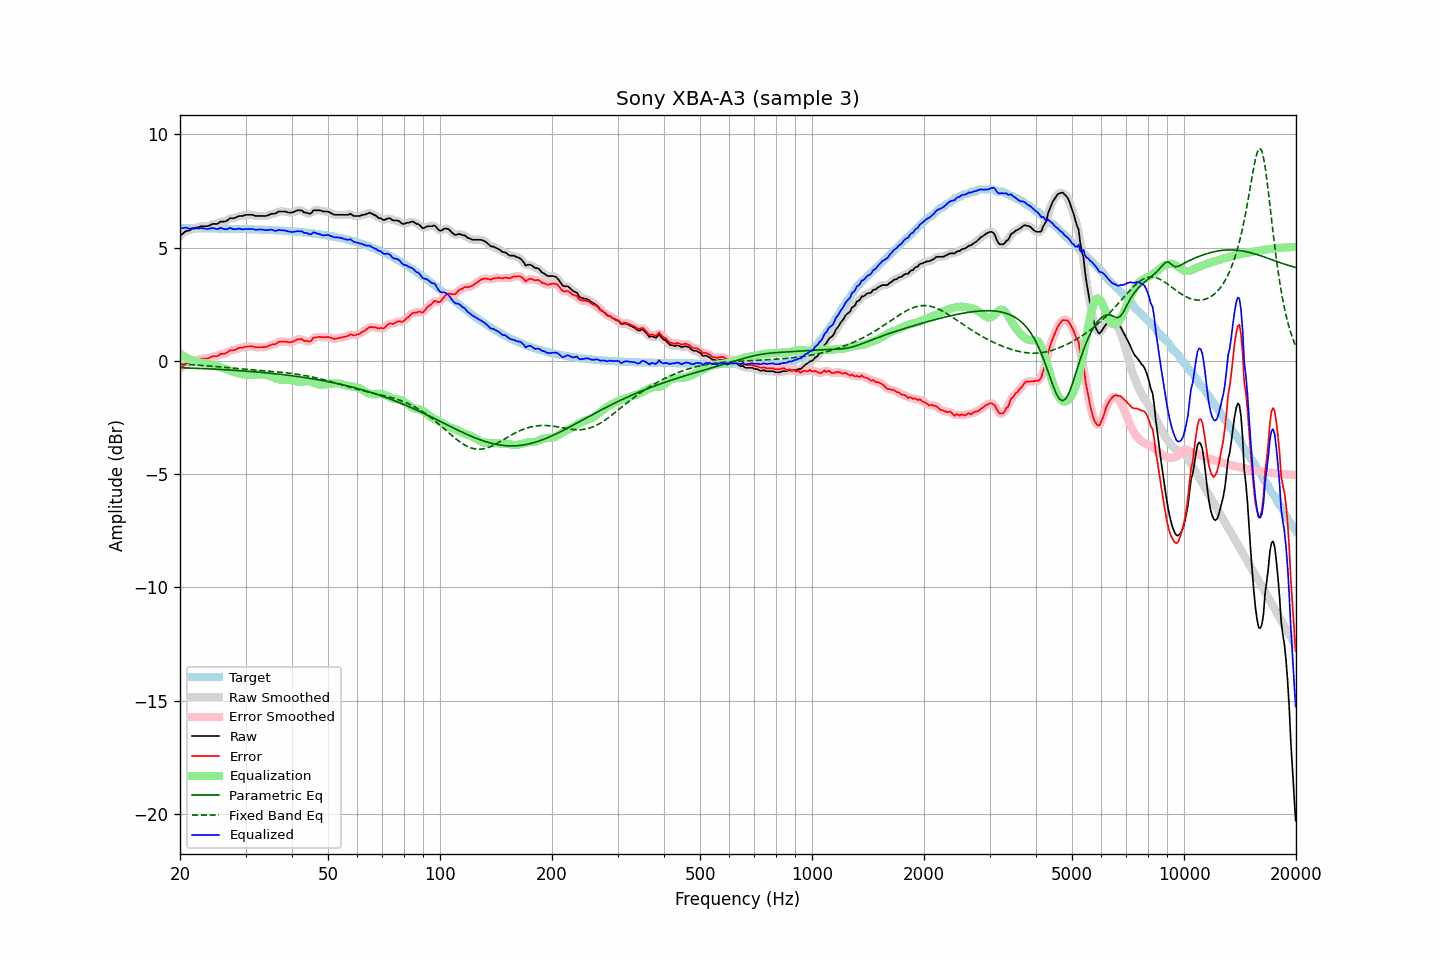 Sony XBA-A3 (sample 3)
Amplitude (dBr)
10
5
0
−5
−10
−15
−20
Target
Raw Smoothed
Error Smoothed
Raw
Error
Equalization
Parametric Eq
Fixed Band Eq
Equalized
20 50 100 200 500 1000 2000 5000 10000 20000
Frequency (Hz)